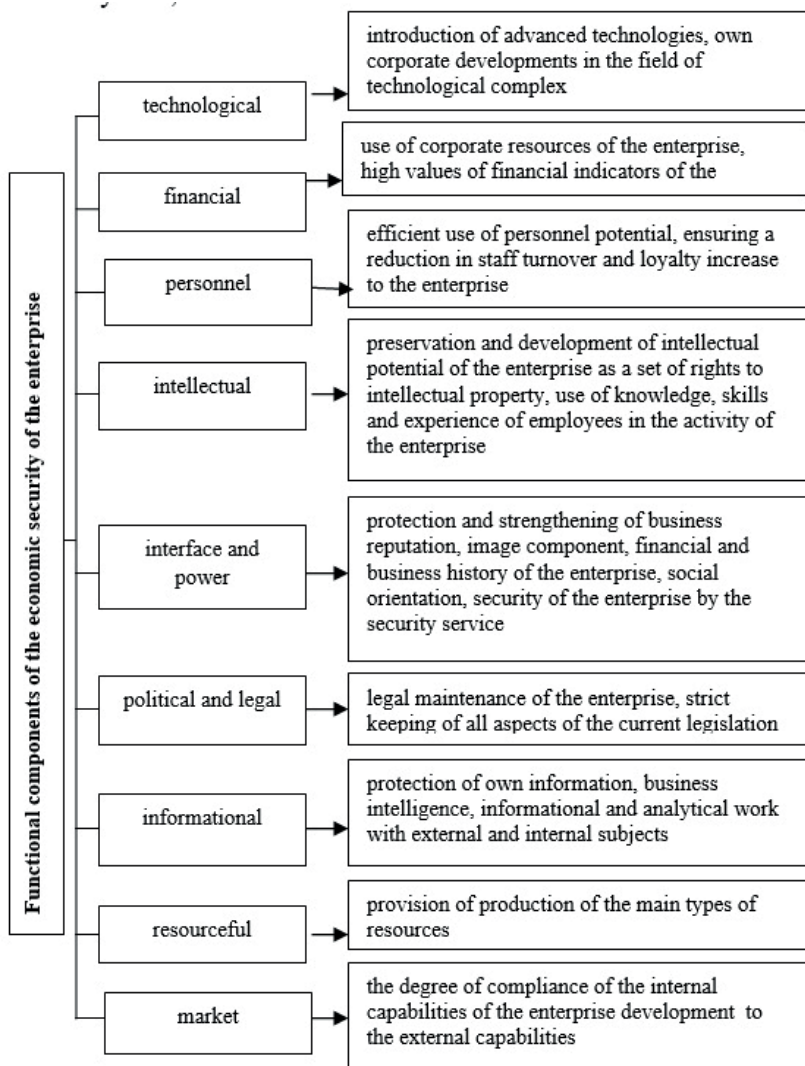 Functional components of the economic security of the enterprise
technological
introduction of advanced technologies, own
corporate developments in the field of
technological complex
financial
use of corporate resources of the enterprise,
high values of financial indicators of the
personnel
efficient use of personnel potential, ensuring a
reduction in staff turnover and loyalty increase
to the enterprise
intellectual
preservation and development of intellectual
potential of the enterprise as a set of rights to
intellectual property, use of knowledge, skills
and experience of employees in the activity of
the enterprise
interface and
power
protection and strengthening of business
reputation, image component, financial and
business history of the enterprise, social
orientation, security of the enterprise by the
security service
political and legal
legal maintenance of the enterprise, strict
keeping of all aspects of the current legislation
informational
protection of own information, business
intelligence, informational and analytical work
with external and internal subjects
resourceful
provision of production of the main types of
resources
market
the degree of compliance of the internal
capabilities of the enterprise development to
the external capabilities